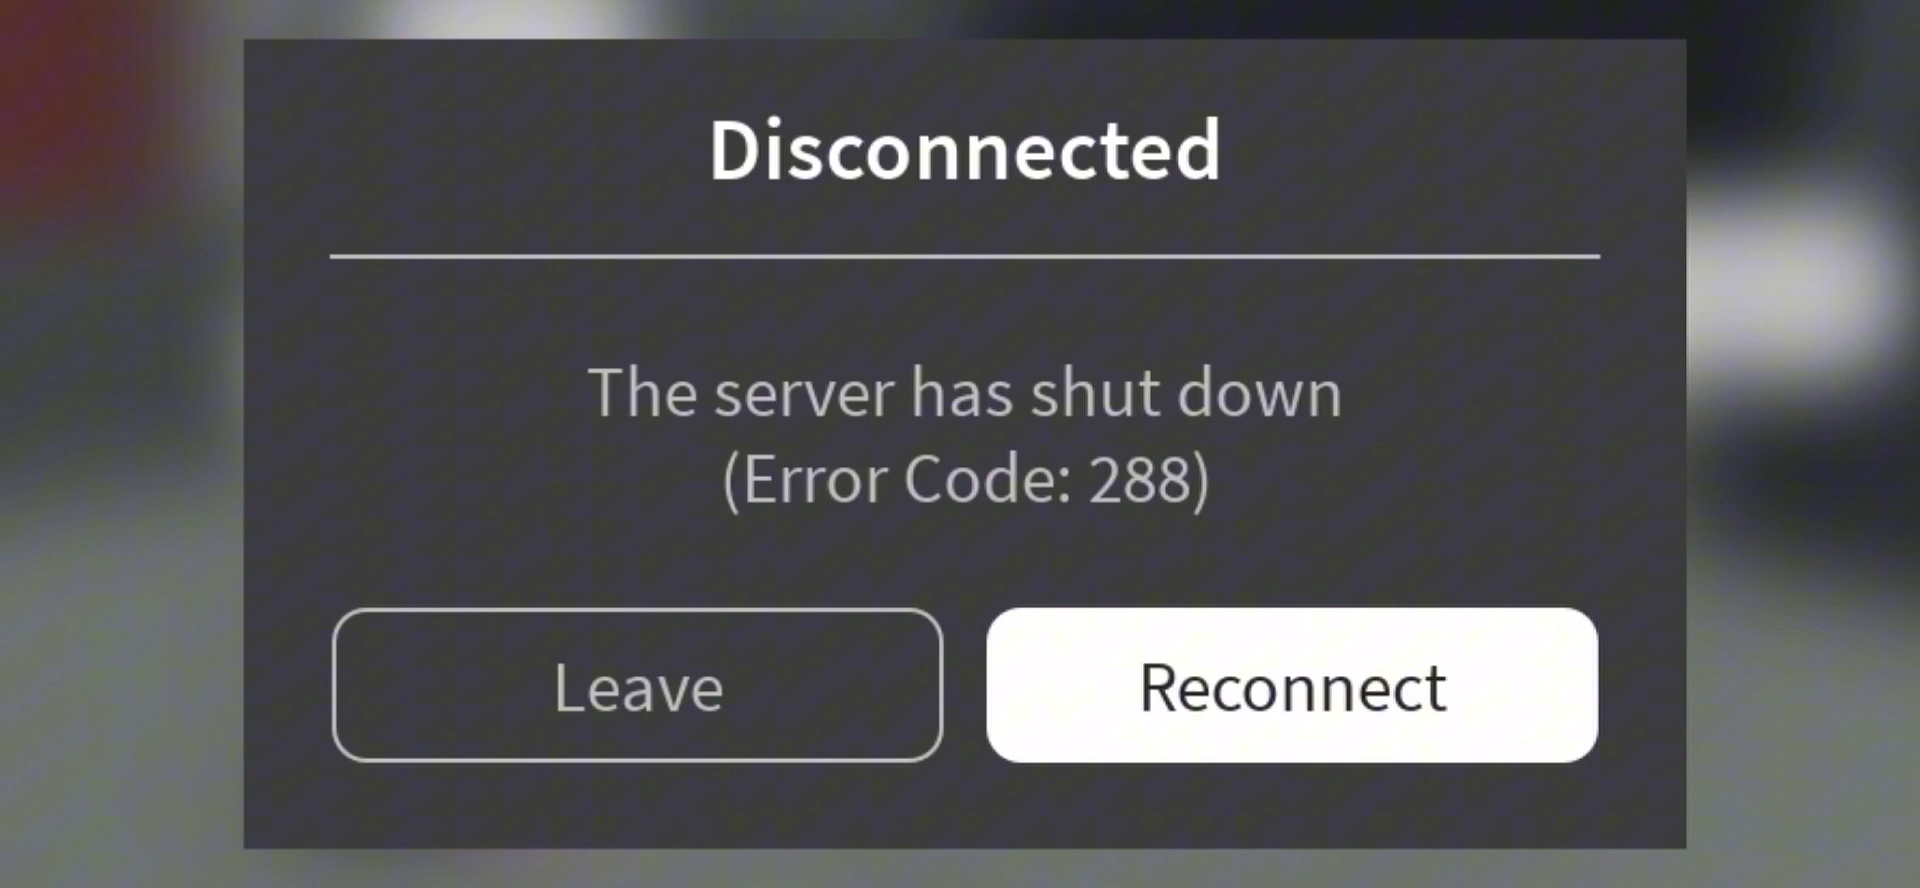 Disconnected
The server has shut down
(Error Code: 288)
Leave
Reconnect